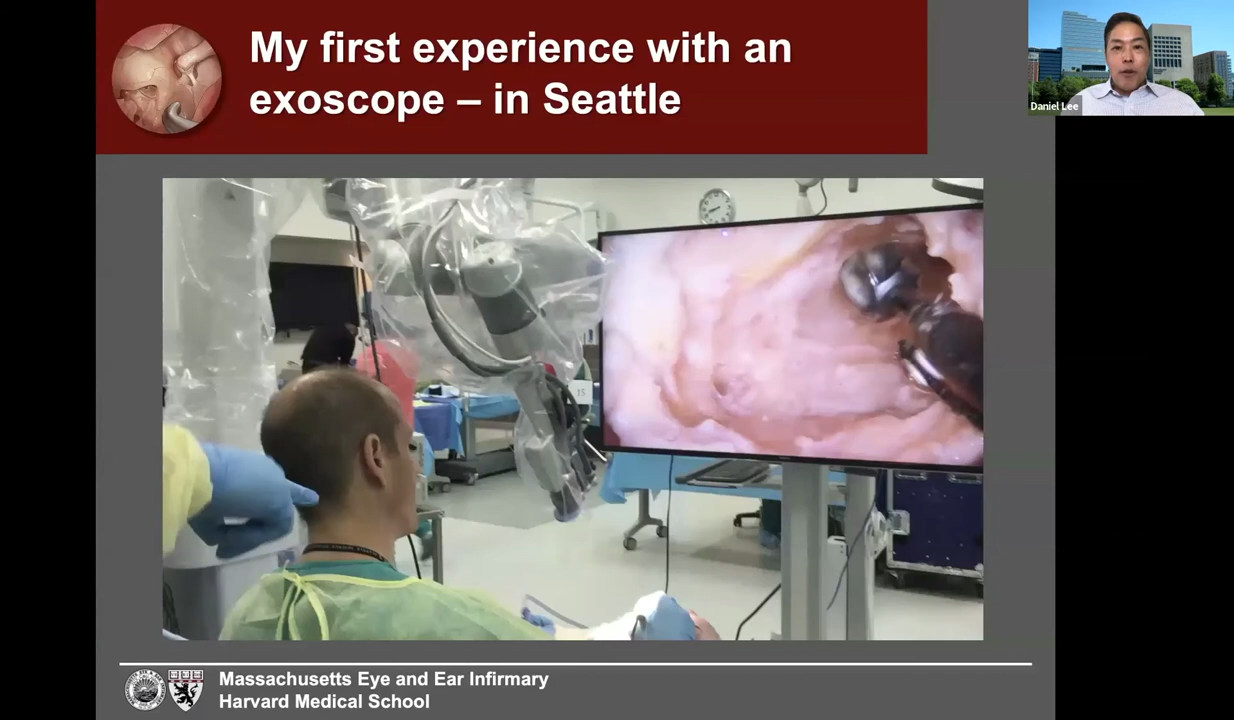 My first experience with an
exoscope – in Seattle
Daniel Lee
15
Massachusetts Eye and Ear Infirmary
Harvard Medical School